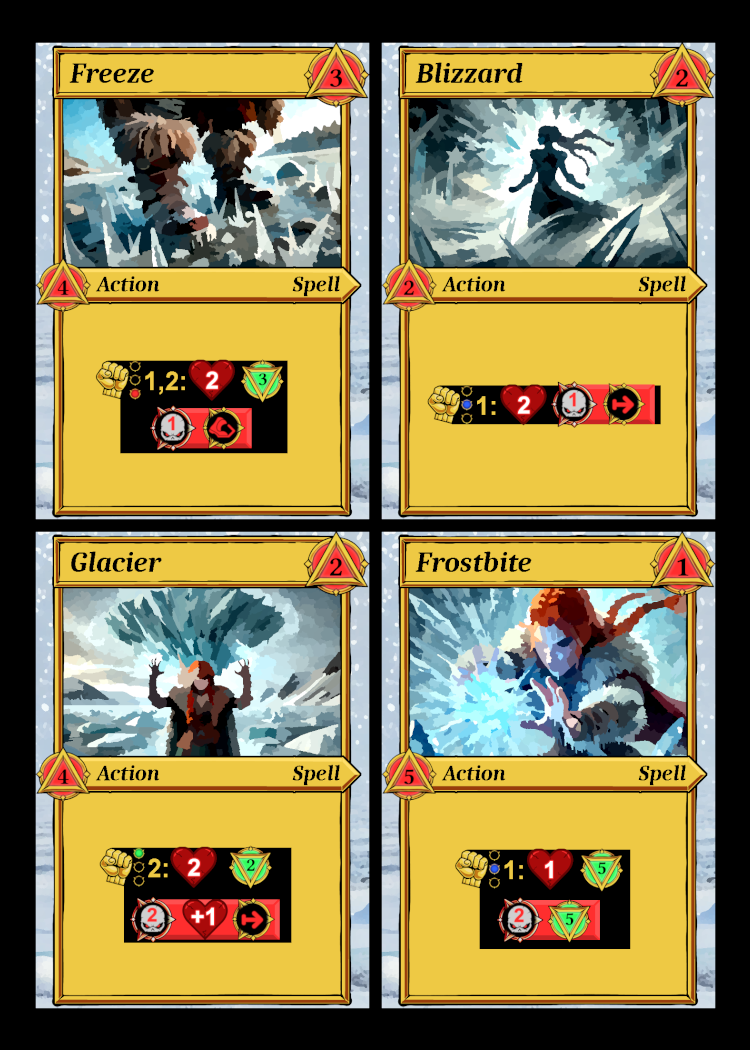 Freeze 3
4 Action Spell
1,2: 2 3
1
Blizzard 2
2 Action Spell
1: 2 1
Glacier 2
4 Action Spell
2: 2 2
2 +1
Frostbite 1
5 Action Spell
1: 1 5
2 5